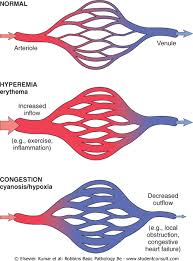 NORMAL
Arteriole
Venule
HYPEREMIA
erythema
Increased
inflow
(e.g., exercise,
inflammation)
CONGESTION
cyanosis/hypoxia
Decreased
outflow
(e.g., local
obstruction,
congestive
heart failure)
© Elsevier. Kumar et al: Robbins Basic Pathology 8e - www.studentconsult.com